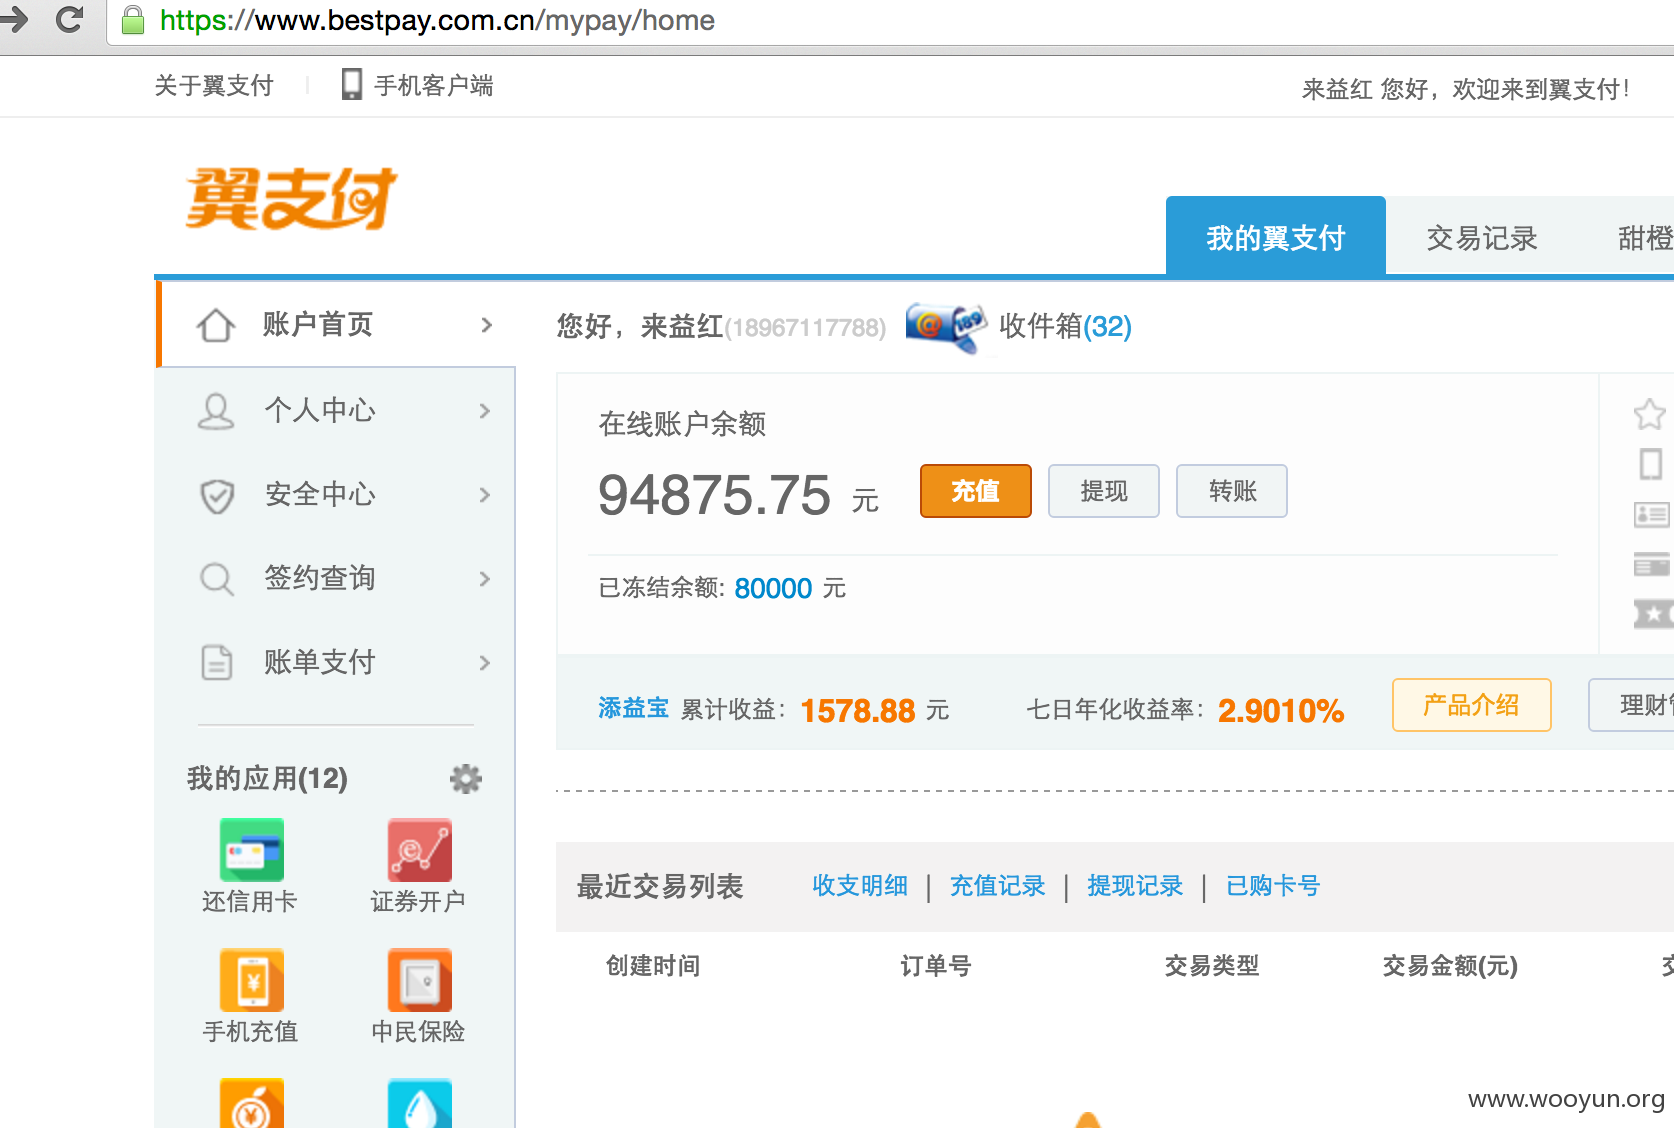 https://www.bestpay.com.cn/mypay/home
关于翼支付 手机客户端 来益红 您好，欢迎来到翼支付！
翼支付
我的翼支付 交易记录 甜橙
账户首页
您好，来益红(18967117788) 189 收件箱(32)
个人中心
在线账户余额
94875.75 元 充值 提现 转账
安全中心
签约查询
已冻结余额: 80000 元
账单支付
添益宝 累计收益: 1578.88 元 七日年化收益率: 2.9010% 产品介绍 理财
我的应用(12)
还信用卡 证券开户
最近交易列表 收支明细 | 充值记录 | 提现记录 | 已购卡号
创建时间 订单号 交易类型 交易金额(元) 交
手机充值 中民保险
www.wooyun.org